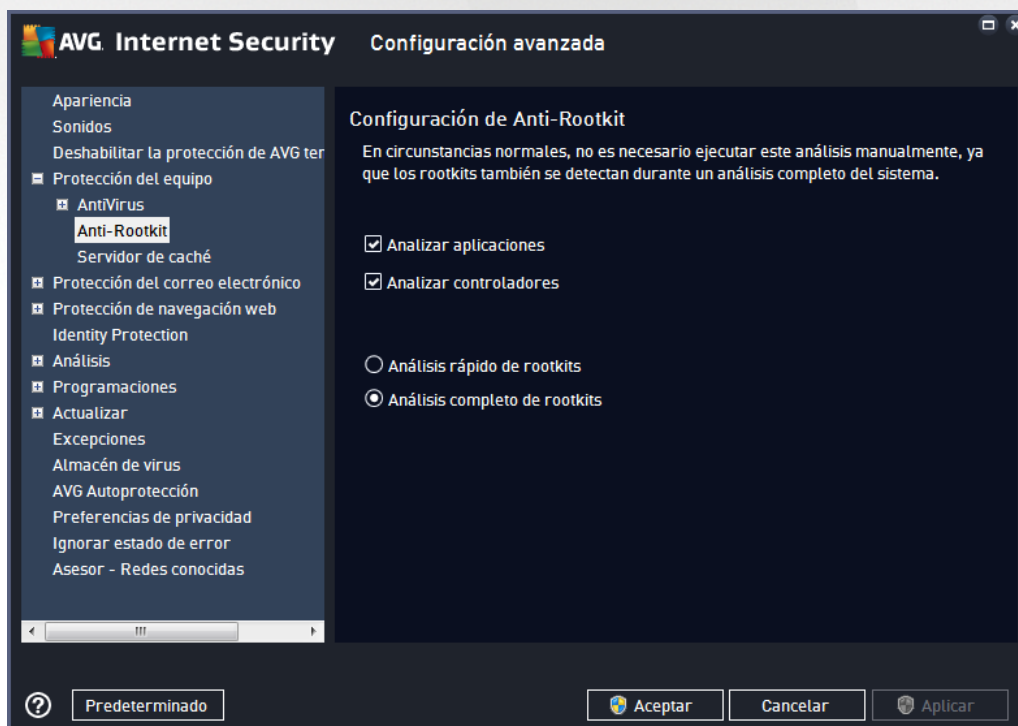 AVG. Internet Security Configuración avanzada
Apariencia
Sonidos
Deshabilitar la protección de AVG ter
Protección del equipo
AntiVirus
Anti-Rootkit
Servidor de caché
Protección del correo electrónico
Protección de navegación web
Identity Protection
Análisis
Programaciones
Actualizar
Excepciones
Almacén de virus
AVG Autoprotección
Preferencias de privacidad
Ignorar estado de error
Asesor - Redes conocidas
Configuración de Anti-Rootkit
En circunstancias normales, no es necesario ejecutar este análisis manualmente, ya
que los rootkits también se detectan durante un análisis completo del sistema.
Analizar aplicaciones
Analizar controladores
Análisis rápido de rootkits
Análisis completo de rootkits
? Predeterminado Aceptar Cancelar Aplicar